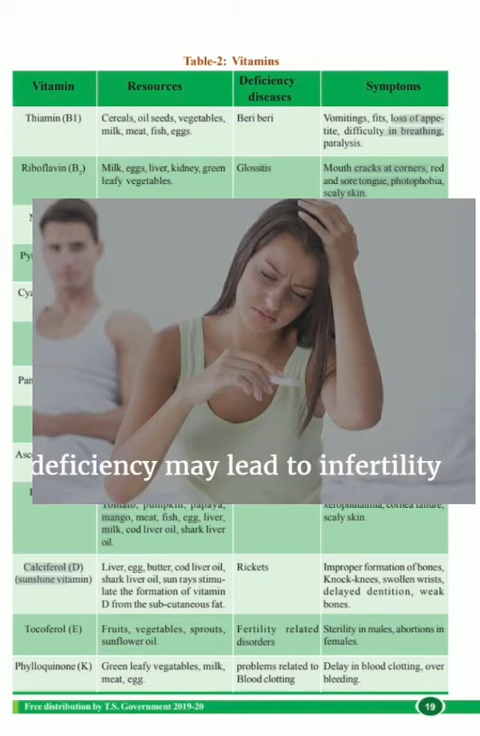 Table-2: Vitamins
Vitamin Resources Deficiency diseases Symptoms
Thiamin (B1) Cereals, oil seeds, vegetables, Beri beri Vomitings, fits, loss of appe-
milk, meat, fish, eggs. tite, difficulty in breathing,
paralysis.
Riboflavin (B2) Milk, eggs, liver, kidney, green Glossitis Mouth cracks at corners, red
leafy vegetables. and sore tongue, photophobia,
scaly skin.
deficiency may lead to infertility
Tomato, pumpkin, papaya,
mango, meat, fish, egg, liver, scaly skin.
milk, cod liver oil, shark liver
oil.
Calciferol (D) Liver, egg, butter, cod liver oil, Rickets Improper formation of bones,
(sunshine vitamin) shark liver oil, sun rays stimu- Knock-knees, swollen wrists,
late the formation of vitamin delayed dentition, weak
D from the sub-cutaneous fat. bones.
Tocoferol (E) Fruits, vegetables, sprouts, Fertility related Sterility in males, abortions in
sunflower oil. disorders females.
Phylloquinone (K) Green leafy vegatables, milk, problems related to Delay in blood clotting, over
meat, egg. Blood clotting bleeding.
Free distribution by T.S. Government 2019-20 19